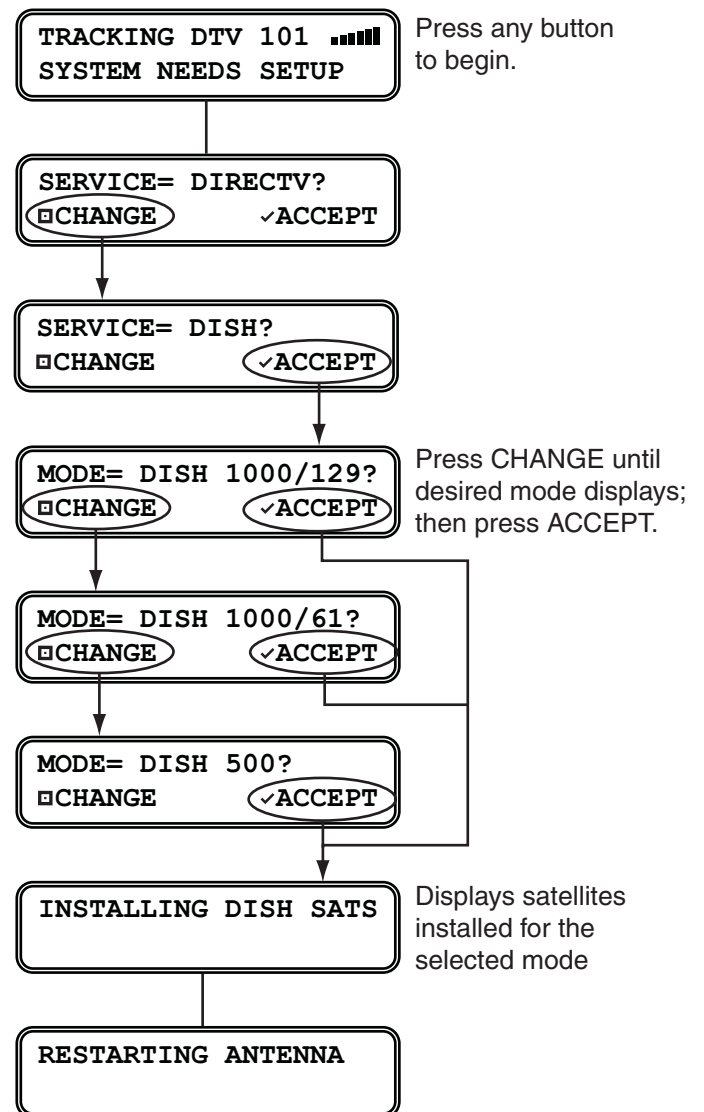 TRACKING DTV 101
SYSTEM NEEDS SETUP
Press any button
to begin.
SERVICE= DIRECTV?
CHANGE ✓ACCEPT
SERVICE= DISH?
CHANGE ✓ACCEPT
MODE= DISH 1000/129?
CHANGE ✓ACCEPT
Press CHANGE until
desired mode displays;
then press ACCEPT.
MODE= DISH 1000/61?
CHANGE ✓ACCEPT
MODE= DISH 500?
CHANGE ✓ACCEPT
INSTALLING DISH SATS
Displays satellites
installed for the
selected mode
RESTARTING ANTENNA